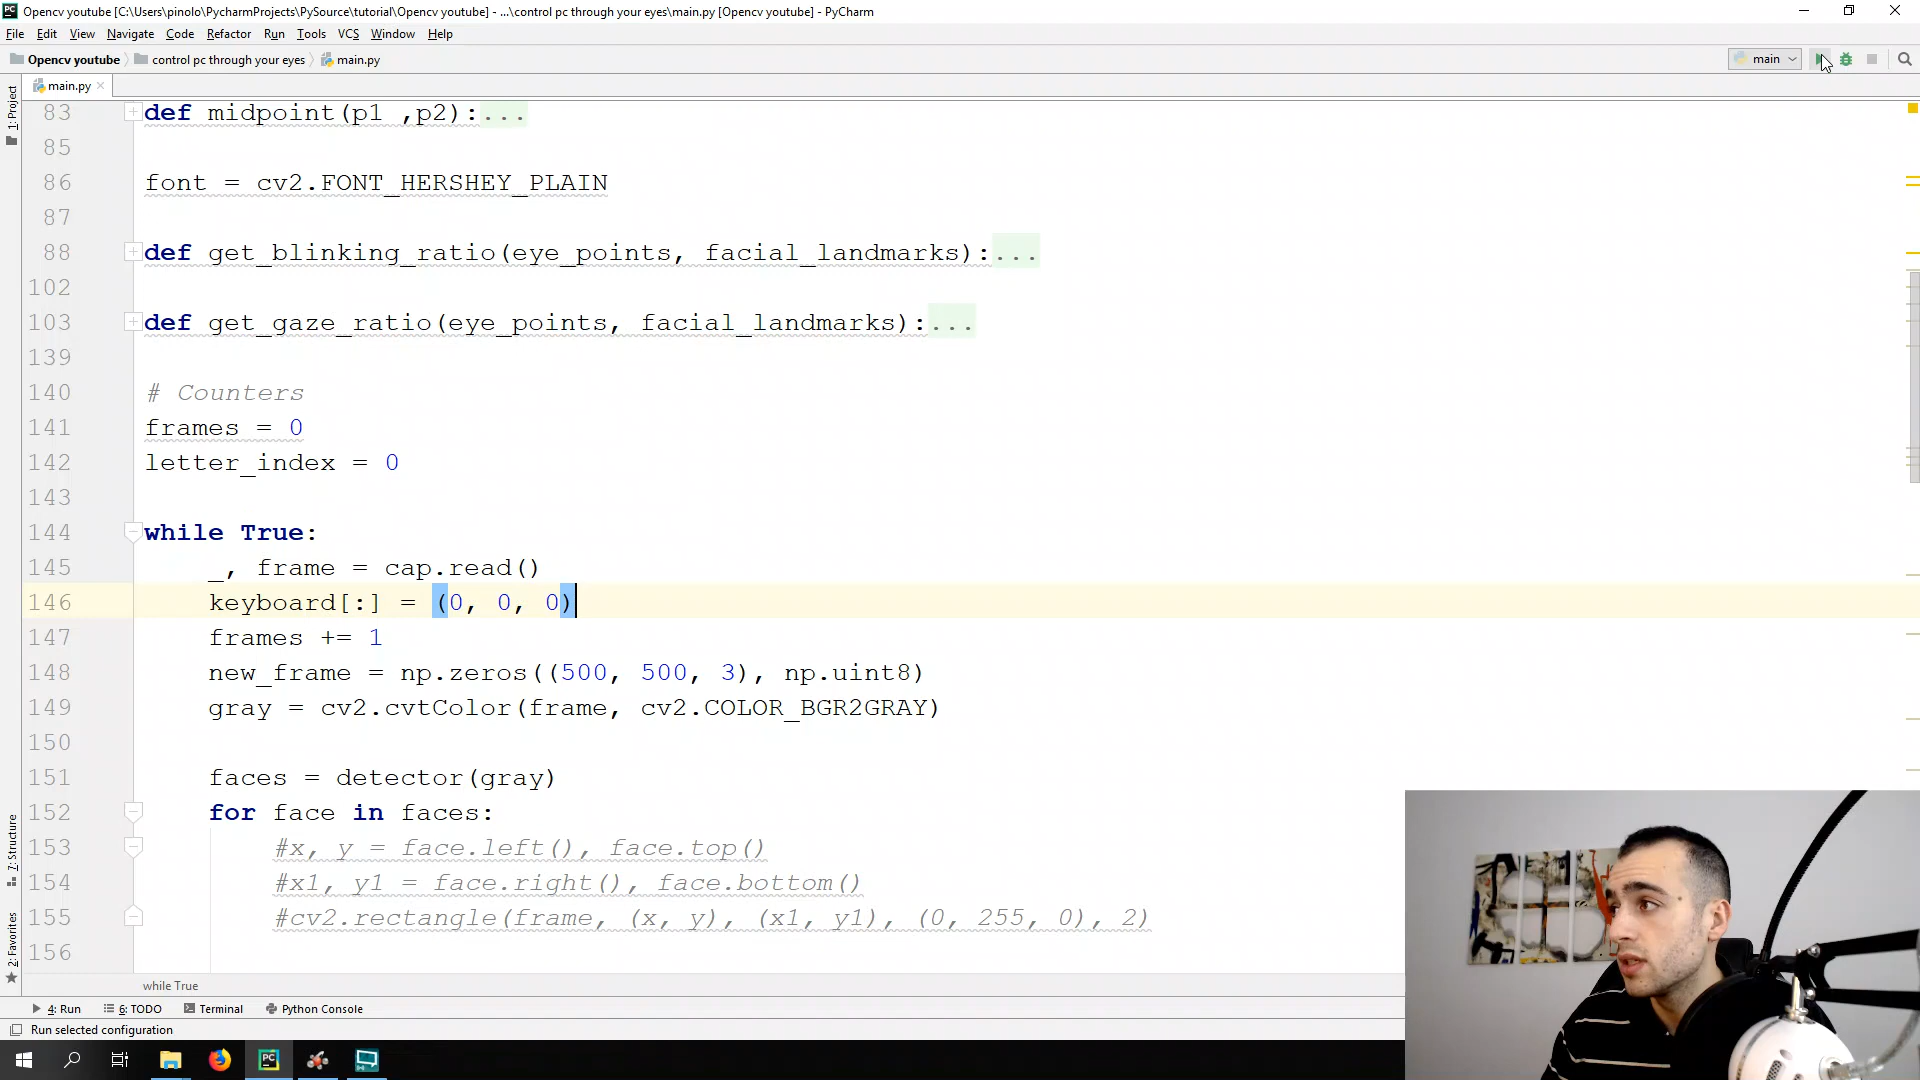 Opencv youtube [C:\Users\pinolo\PycharmProjects\PySource\tutorial\Opencv youtube] - ...\control pc through your eyes\main.py [Opencv youtube] - PyCharm
File Edit View Navigate Code Refactor Run Tools VCS Window Help
Opencv youtube control pc through your eyes main.py main
main.py
1: Project
7: Structure
2: Favorites
83 def midpoint(p1 ,p2):...
85
86 font = cv2.FONT_HERSHEY_PLAIN
87
88 def get_blinking_ratio(eye_points, facial_landmarks):...
102
103 def get_gaze_ratio(eye_points, facial_landmarks):...
139
140 # Counters
141 frames = 0
142 letter_index = 0
143
144 while True:
145 _, frame = cap.read()
146 keyboard[:] = (0, 0, 0)
147 frames += 1
148 new_frame = np.zeros((500, 500, 3), np.uint8)
149 gray = cv2.cvtColor(frame, cv2.COLOR_BGR2GRAY)
150
151 faces = detector(gray)
152 for face in faces:
153 #x, y = face.left(), face.top()
154 #x1, y1 = face.right(), face.bottom()
155 #cv2.rectangle(frame, (x, y), (x1, y1), (0, 255, 0), 2)
156
while True
4: Run 6: TODO Terminal Python Console
Run selected configuration